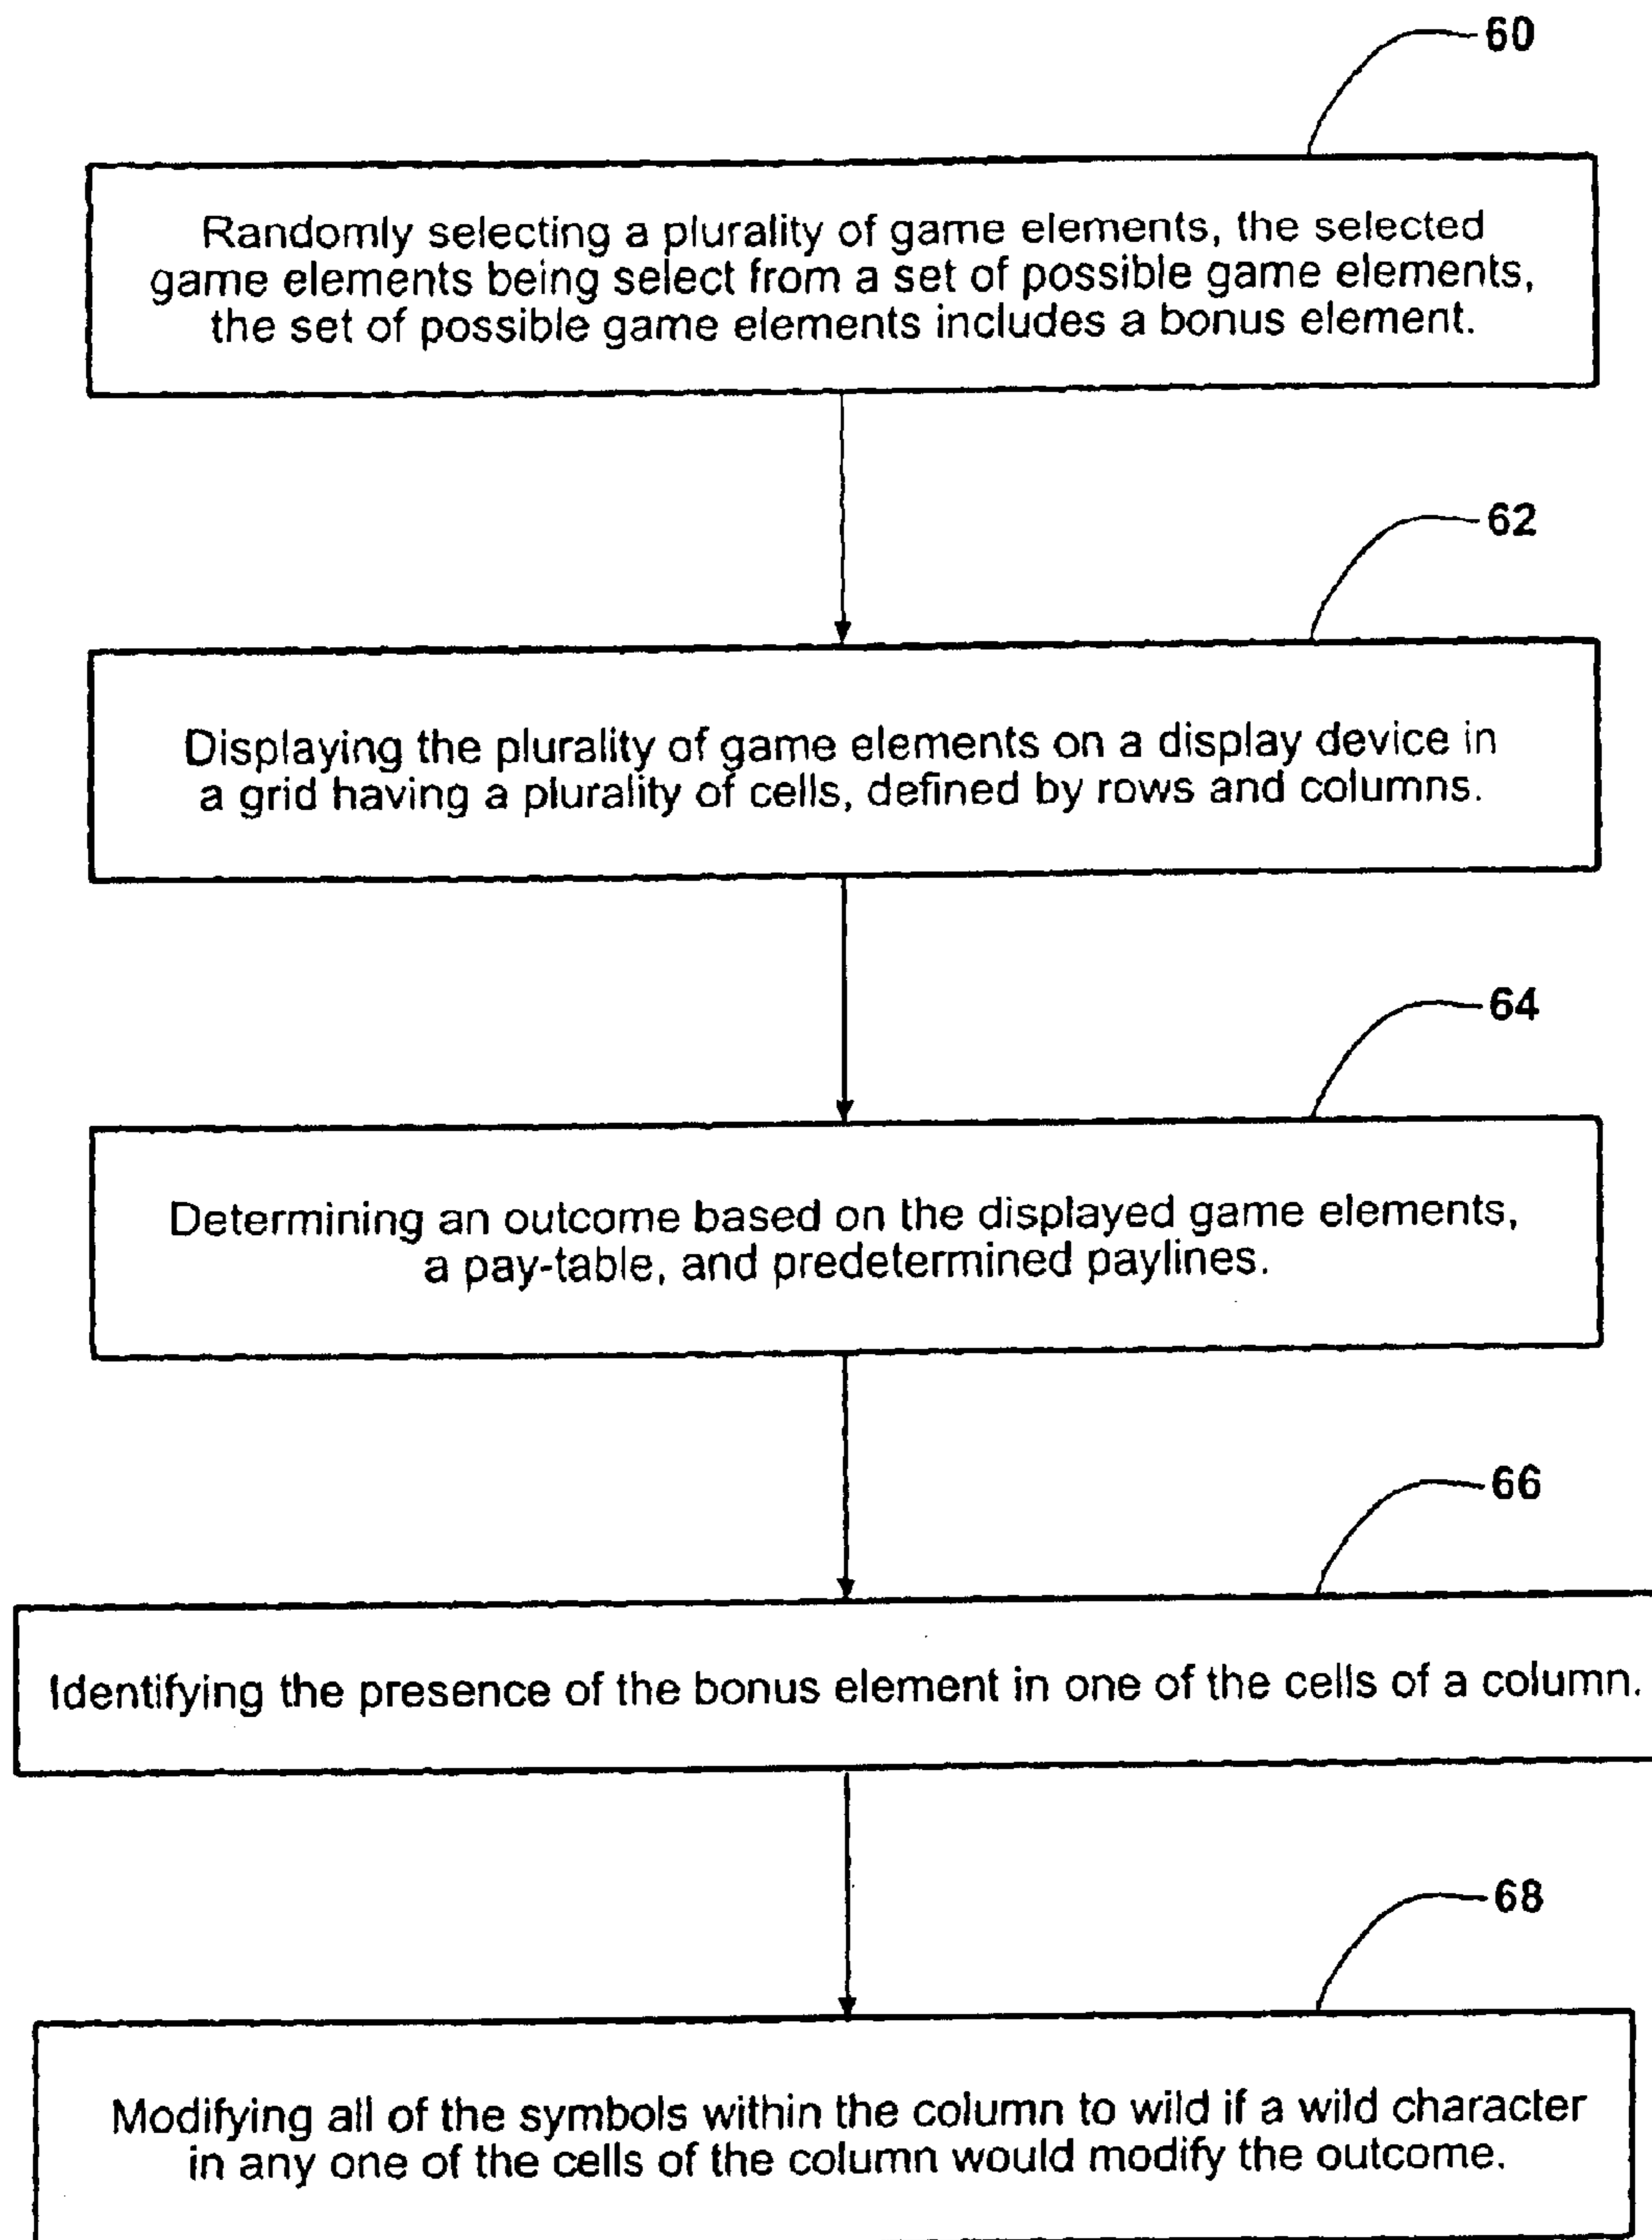 60
Randomly selecting a plurality of game elements, the selected
game elements being select from a set of possible game elements,
the set of possible game elements includes a bonus element.
62
Displaying the plurality of game elements on a display device in
a grid having a plurality of cells, defined by rows and columns.
64
Determining an outcome based on the displayed game elements,
a pay-table, and predetermined paylines.
66
Identifying the presence of the bonus element in one of the cells of a column.
68
Modifying all of the symbols within the column to wild if a wild character
in any one of the cells of the column would modify the outcome.